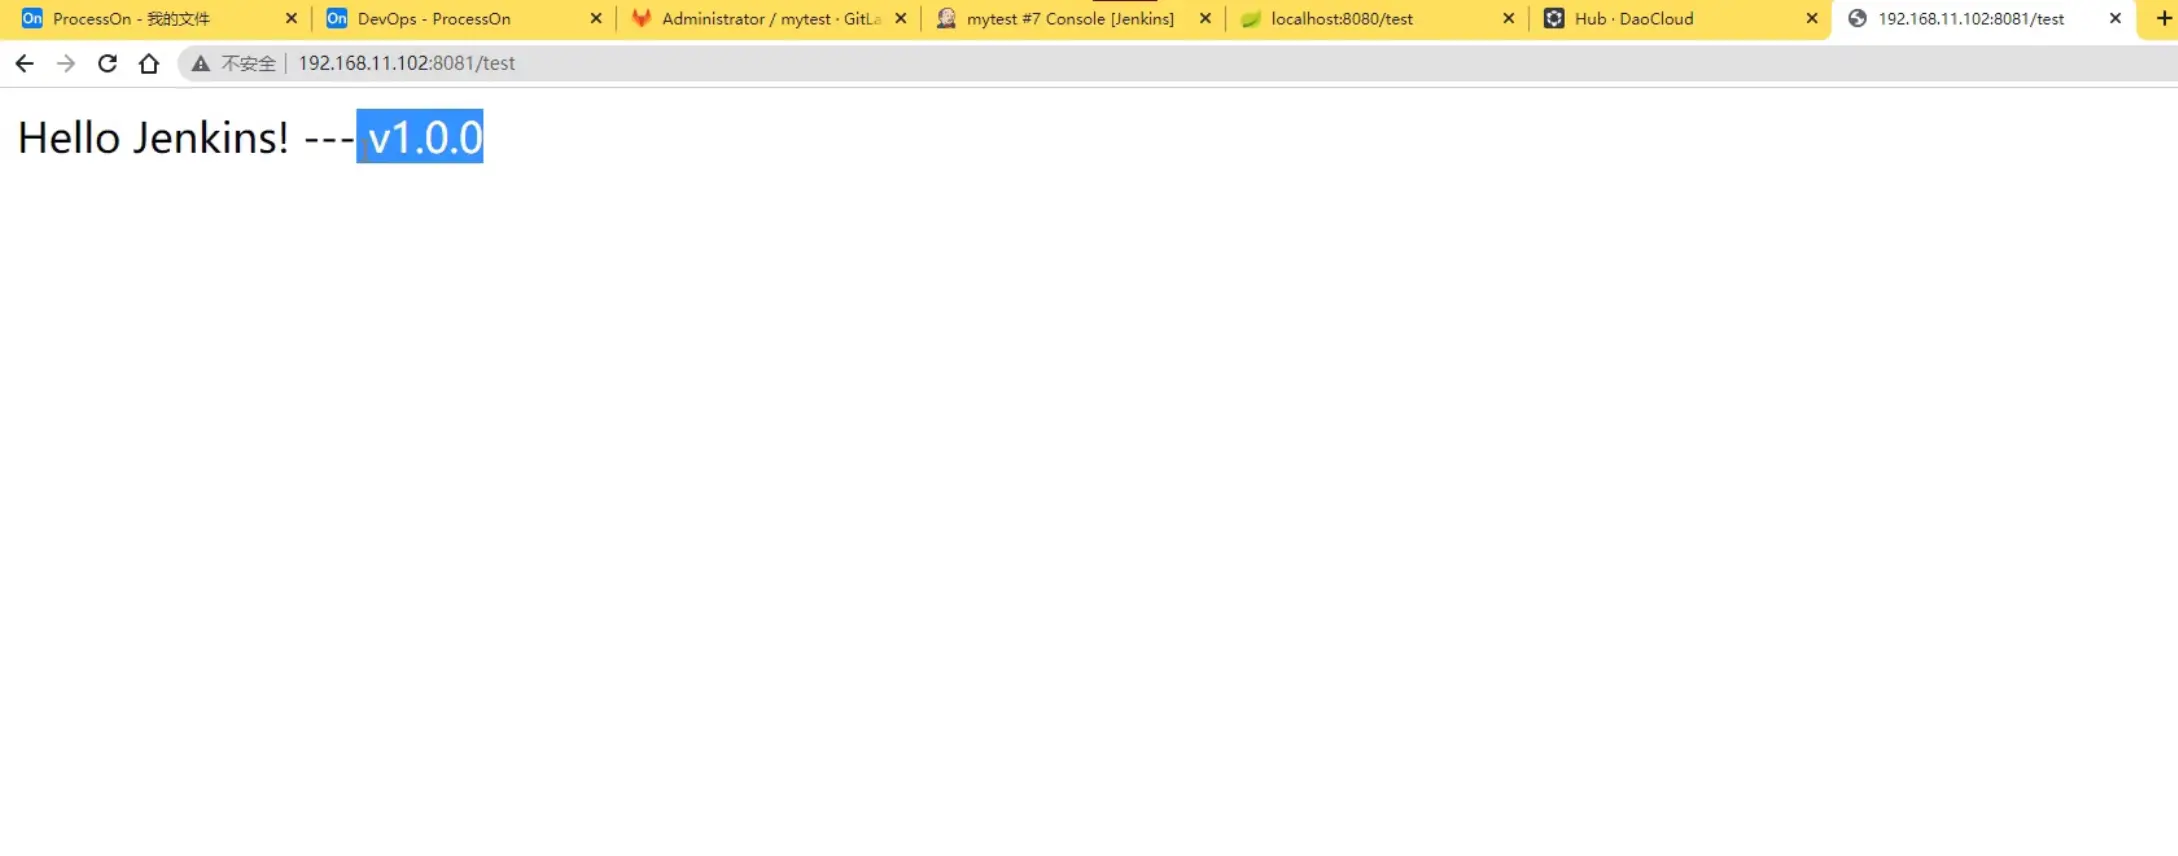 On ProcessOn - 我的文件 On DevOps - ProcessOn Administrator / mytest · GitLa mytest #7 Console [Jenkins] localhost:8080/test Hub · DaoCloud 192.168.11.102:8081/test
不安全 192.168.11.102:8081/test
Hello Jenkins! --- v1.0.0